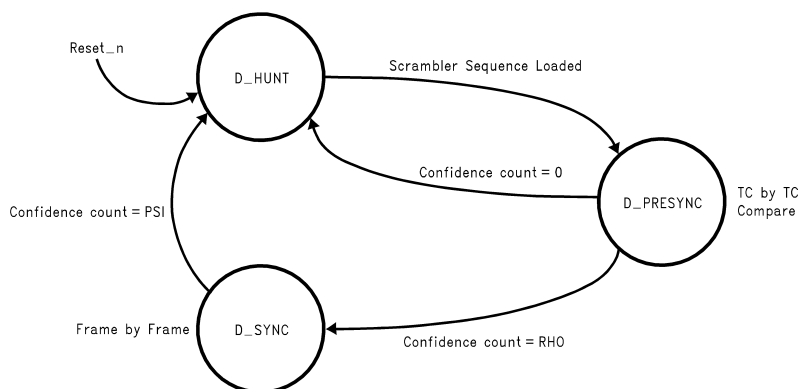 Reset_n
D_HUNT
Scrambler Sequence Loaded
Confidence count = 0
D_PRESYNC
TC by TC
Compare
Confidence count = PSI
Frame by Frame
D_SYNC
Confidence count = RHO